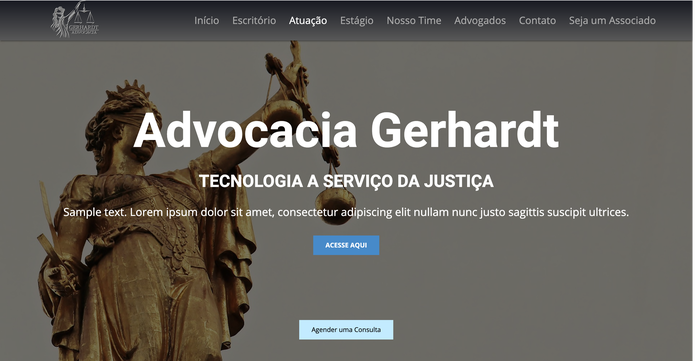 GERHARDT
ADVOCACIA
Início Escritório Atuação Estágio Nosso Time Advogados Contato Seja um Associado
Advocacia Gerhardt
TECNOLOGIA A SERVIÇO DA JUSTIÇA
Sample text. Lorem ipsum dolor sit amet, consectetur adipiscing elit nullam nunc justo sagittis suscipit ultrices.
ACESSE AQUI
Agender uma Consulta